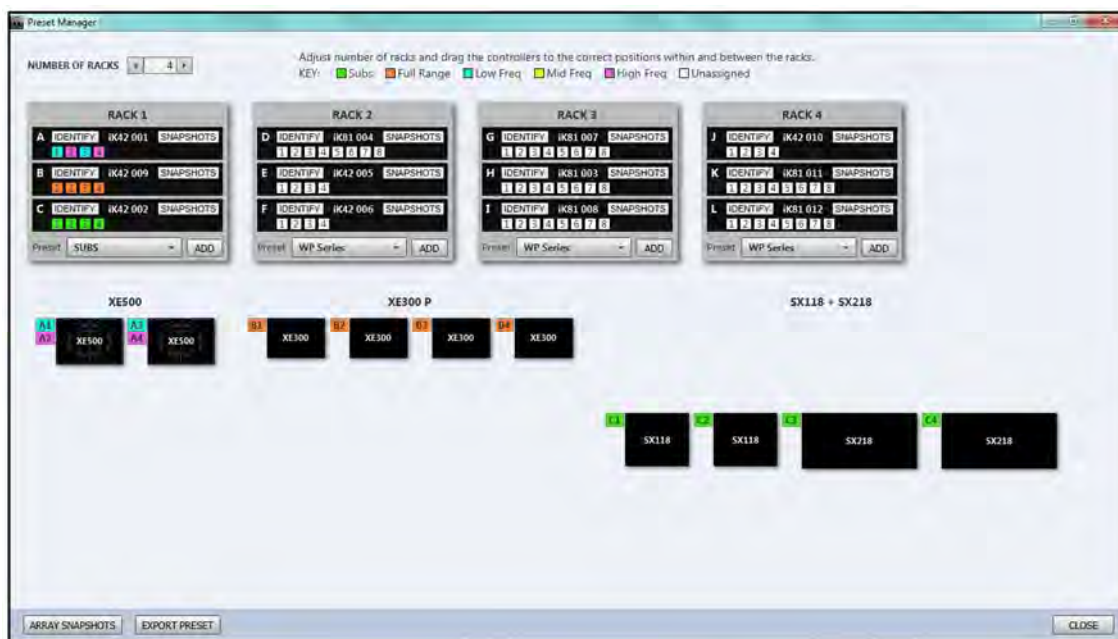 Preset Manager
Adjust number of racks and drag the controllers to the correct positions within and between the racks.
NUMBER OF RACKS 4
KEY: Subs Full Range Low Freq Mid Freq High Freq Unassigned
RACK 1
A IDENTIFY iK42 001 SNAPSHOTS
1 2 3 4
B IDENTIFY iK42 009 SNAPSHOTS
1 2 3 4
C IDENTIFY iK42 002 SNAPSHOTS
1 2 3 4
Preset SUBS ADD
RACK 2
D IDENTIFY iK81 004 SNAPSHOTS
1 2 3 4 5 6 7 8
E IDENTIFY iK42 005 SNAPSHOTS
1 2 3 4
F IDENTIFY iK42 006 SNAPSHOTS
1 2 3 4
Preset WP Series ADD
RACK 3
G IDENTIFY iK81 007 SNAPSHOTS
1 2 3 4 5 6 7 8
H IDENTIFY iK81 003 SNAPSHOTS
1 2 3 4 5 6 7 8
I IDENTIFY iK81 008 SNAPSHOTS
1 2 3 4 5 6 7 8
Preset WP Series ADD
RACK 4
J IDENTIFY iK42 010 SNAPSHOTS
1 2 3 4
K IDENTIFY iK81 011 SNAPSHOTS
1 2 3 4 5 6 7 8
L IDENTIFY iK81 012 SNAPSHOTS
1 2 3 4 5 6 7 8
Preset WP Series ADD
XE500
A1 A2 XE500 A3 A4 XE500
XE300 P
B1 XE300 B2 XE300 B3 XE300 B4 XE300
SX118 + SX218
C1 SX118 C2 SX118 C3 SX218 C4 SX218
ARRAY SNAPSHOTS EXPORT PRESET CLOSE